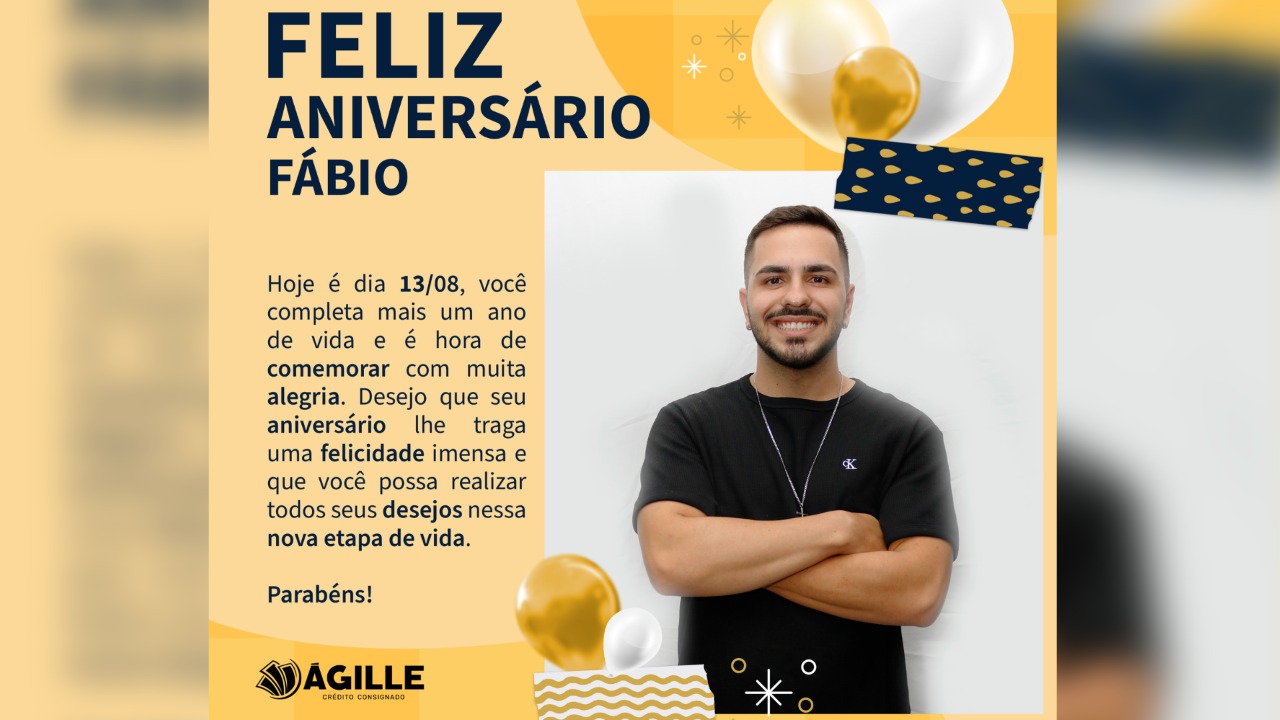 FELIZ
ANIVERSÁRIO
FÁBIO
Hoje é dia 13/08, você
completa mais um ano
de vida e é hora de
comemorar com muita
alegria. Desejo que seu
aniversário lhe traga
uma felicidade imensa e
que você possa realizar
todos seus desejos nessa
nova etapa de vida.
Parabéns!
CK
ÁGILLE
CRÉDITO CONSIGNADO